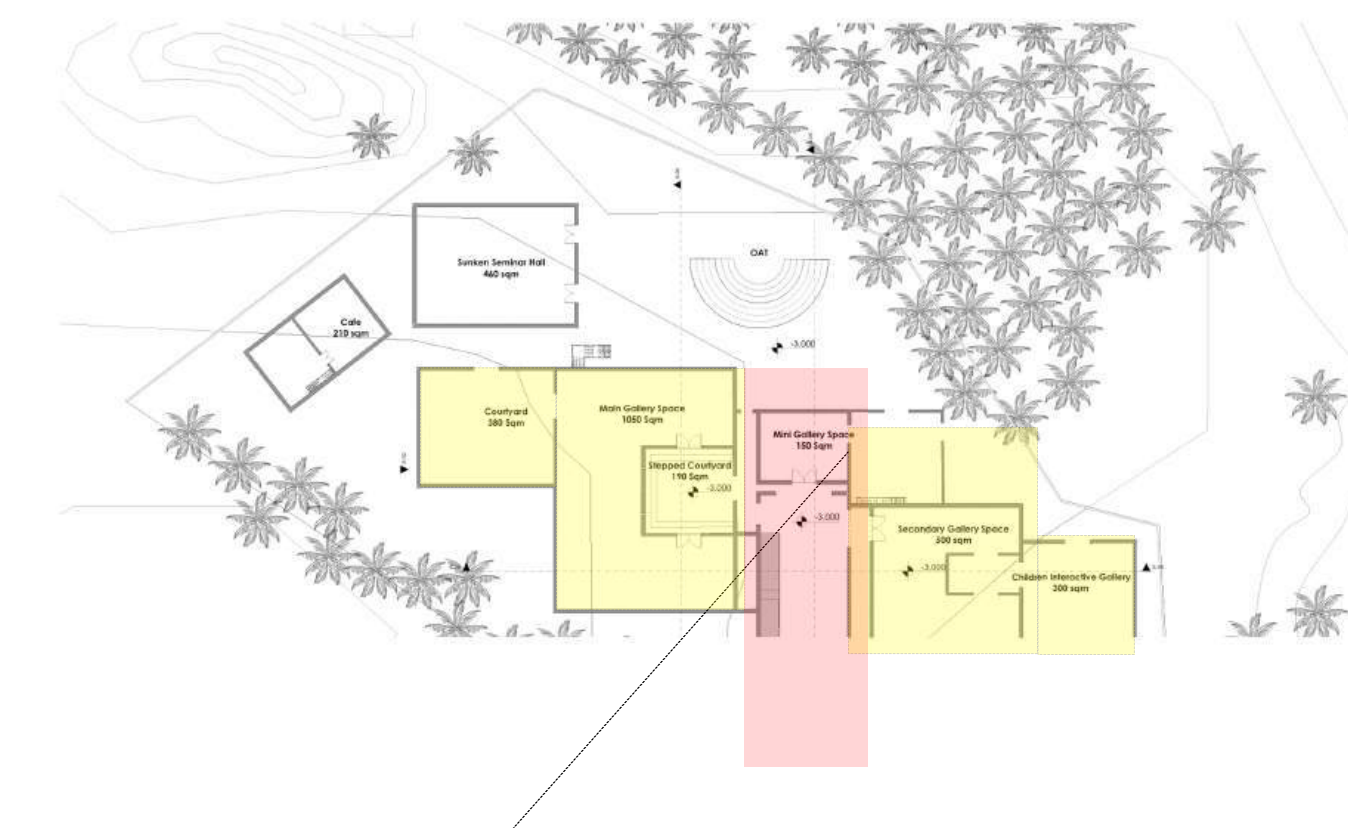 OAT
Sunken Seminar Hall
460 sqm
Cafe
210 sqm
-3.000
Courtyard
380 Sqm
Main Gallery Space
1050 Sqm
Mini Gallery Space
150 Sqm
Stepped Courtyard
190 Sqm
-3.000
-3.000
Secondary Gallery Space
500 sqm
-3.000
Children Interactive Gallery
300 sqm